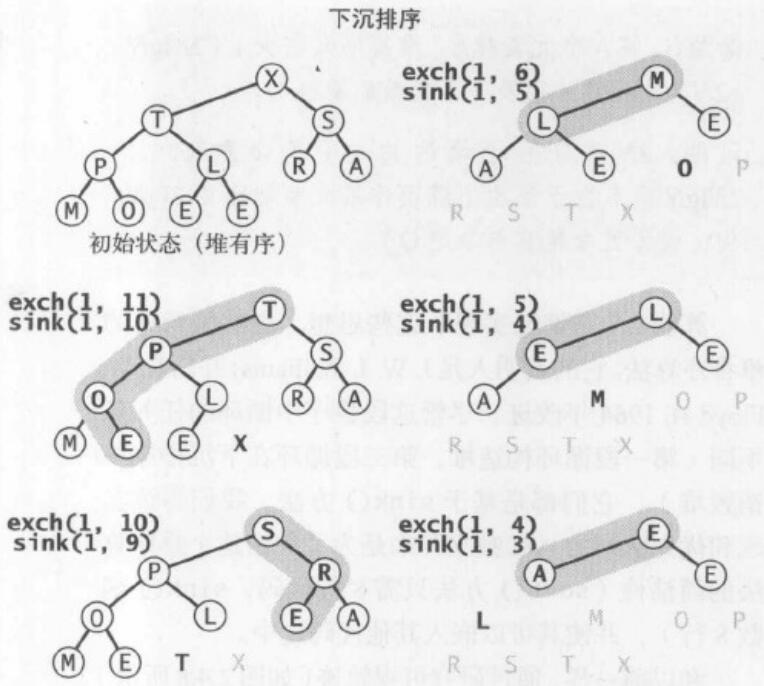 下沉排序
X
T S
P L R A
M O E E
初始状态（堆有序）
exch(1, 11)
sink(1, 10)
T
P S
O L R A
M E E X
exch(1, 10)
sink(1, 9)
S
P R
O L E A
M E T X
exch(1, 6)
sink(1, 5)
M
L E
A E O P
R S T X
exch(1, 5)
sink(1, 4)
L
E E
A M O P
R S T X
exch(1, 4)
sink(1, 3)
E
A E
L M O P
R S T X